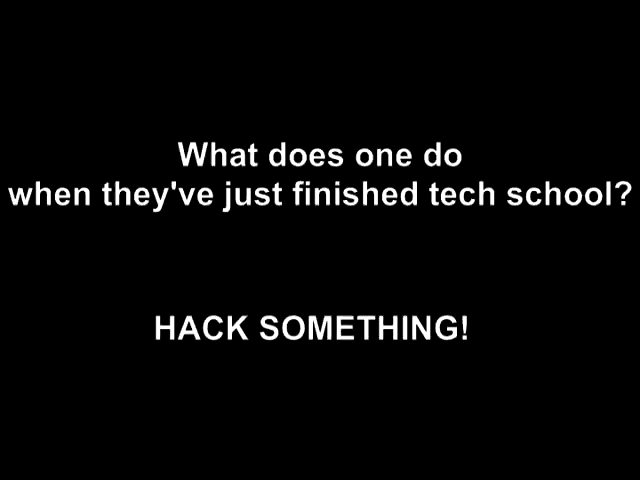 What does one do
when they've just finished tech school?
HACK SOMETHING!